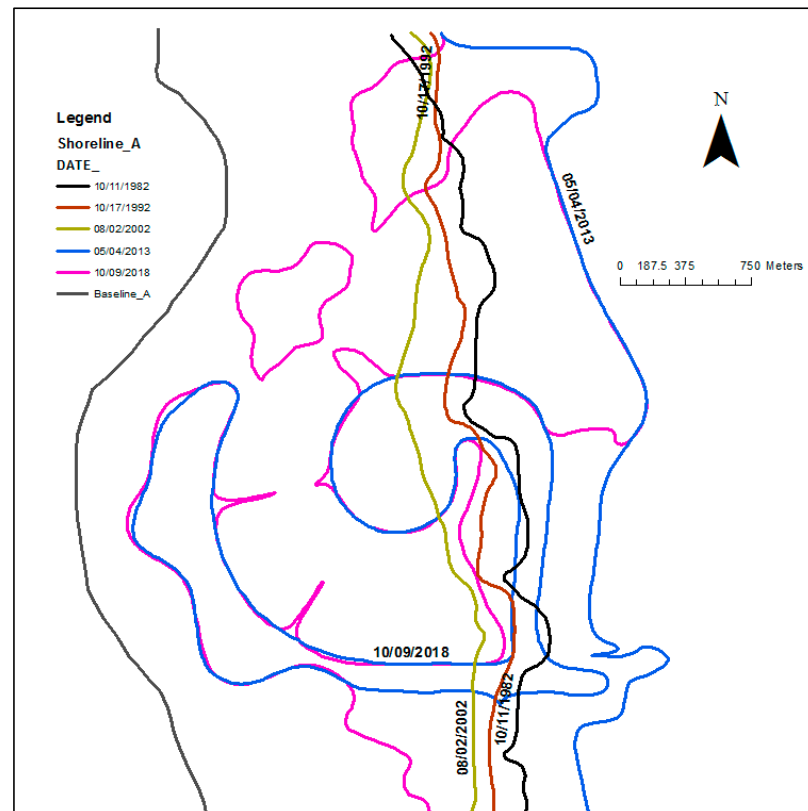 10/17/1992
N
Legend
Shoreline_A
DATE_
10/11/1982
10/17/1992
08/02/2002
05/04/2013
10/09/2018
Baseline_A
05/04/2013
0 187.5 375 750 Meters
10/09/2018
08/02/2002
10/11/1982